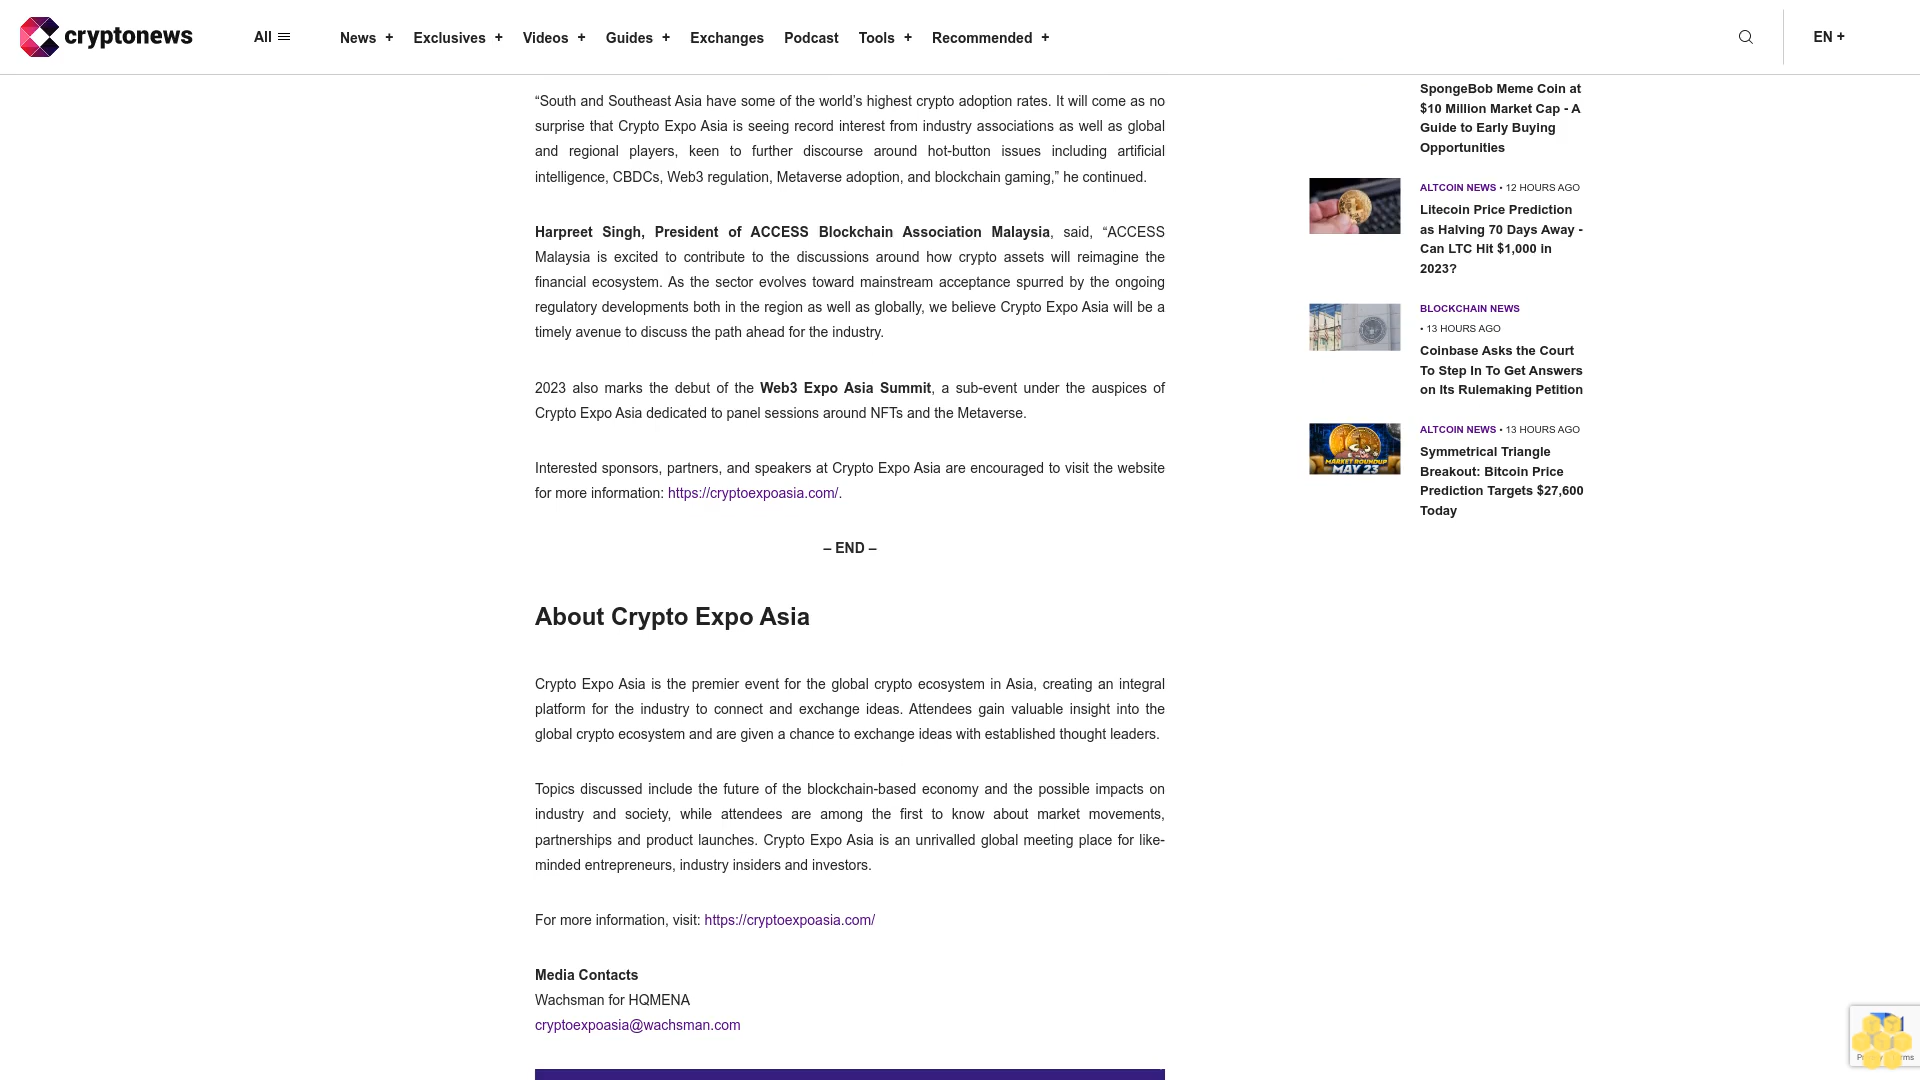 cryptonews
All
News +
Exclusives +
Videos +
Guides +
Exchanges
Podcast
Tools +
Recommended +
EN +
“South and Southeast Asia have some of the world’s highest crypto adoption rates. It will come as no
surprise that Crypto Expo Asia is seeing record interest from industry associations as well as global
and regional players, keen to further discourse around hot-button issues including artificial
intelligence, CBDCs, Web3 regulation, Metaverse adoption, and blockchain gaming,” he continued.
Harpreet Singh, President of ACCESS Blockchain Association Malaysia, said, “ACCESS
Malaysia is excited to contribute to the discussions around how crypto assets will reimagine the
financial ecosystem. As the sector evolves toward mainstream acceptance spurred by the ongoing
regulatory developments both in the region as well as globally, we believe Crypto Expo Asia will be a
timely avenue to discuss the path ahead for the industry.
2023 also marks the debut of the Web3 Expo Asia Summit, a sub-event under the auspices of
Crypto Expo Asia dedicated to panel sessions around NFTs and the Metaverse.
Interested sponsors, partners, and speakers at Crypto Expo Asia are encouraged to visit the website
for more information: https://cryptoexpoasia.com/.
– END –
About Crypto Expo Asia
Crypto Expo Asia is the premier event for the global crypto ecosystem in Asia, creating an integral
platform for the industry to connect and exchange ideas. Attendees gain valuable insight into the
global crypto ecosystem and are given a chance to exchange ideas with established thought leaders.
Topics discussed include the future of the blockchain-based economy and the possible impacts on
industry and society, while attendees are among the first to know about market movements,
partnerships and product launches. Crypto Expo Asia is an unrivalled global meeting place for like-
minded entrepreneurs, industry insiders and investors.
For more information, visit: https://cryptoexpoasia.com/
Media Contacts
Wachsman for HQMENA
cryptoexpoasia@wachsman.com
SpongeBob Meme Coin at
$10 Million Market Cap - A
Guide to Early Buying
Opportunities
ALTCOIN NEWS • 12 HOURS AGO
Litecoin Price Prediction
as Halving 70 Days Away -
Can LTC Hit $1,000 in
2023?
BLOCKCHAIN NEWS
• 13 HOURS AGO
Coinbase Asks the Court
To Step In To Get Answers
on Its Rulemaking Petition
MARKET ROUNDUP
MAY 23
ALTCOIN NEWS • 13 HOURS AGO
Symmetrical Triangle
Breakout: Bitcoin Price
Prediction Targets $27,600
Today